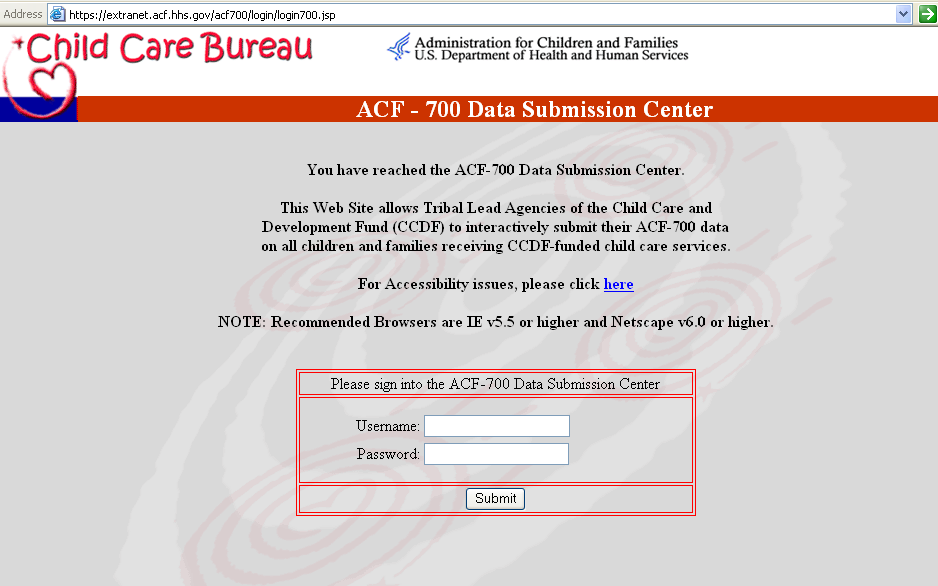 Address https://extranet.acf.hhs.gov/acf700/login/login700.jsp
Child Care Bureau
Administration for Children and Families
U.S. Department of Health and Human Services
ACF - 700 Data Submission Center
You have reached the ACF-700 Data Submission Center.
This Web Site allows Tribal Lead Agencies of the Child Care and
Development Fund (CCDF) to interactively submit their ACF-700 data
on all children and families receiving CCDF-funded child care services.
For Accessibility issues, please click here
NOTE: Recommended Browsers are IE v5.5 or higher and Netscape v6.0 or higher.
Please sign into the ACF-700 Data Submission Center
Username:
Password:
Submit